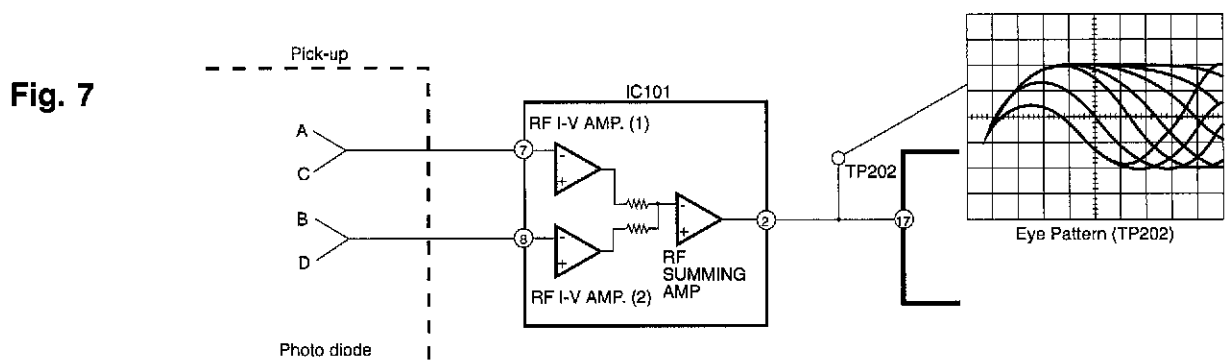 Fig. 7
Pick-up
A
C
B
D
Photo diode
IC101
RF I-V AMP. (1)
7
-
+
8
-
+
RF I-V AMP. (2)
-
+
RF
SUMMING
AMP
2
TP202
17
Eye Pattern (TP202)